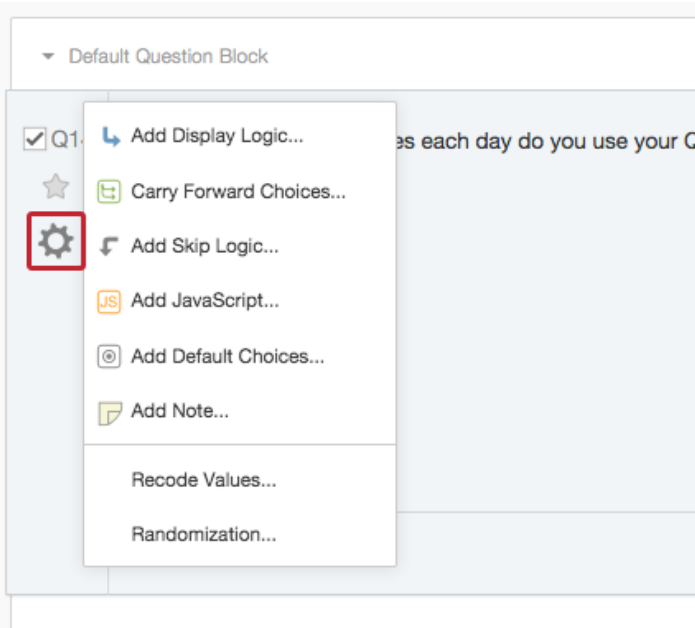 Default Question Block
Add Display Logic...
es each day do you use your
Carry Forward Choices...
Add Skip Logic...
JS Add JavaScript...
Add Default Choices...
Add Note...
Recode Values...
Randomization...